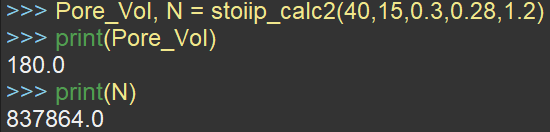 >>> Pore_Vol, N = stoiip_calc2(40,15,0.3,0.28,1.2)
>>> print(Pore_Vol)
180.0
>>> print(N)
837864.0